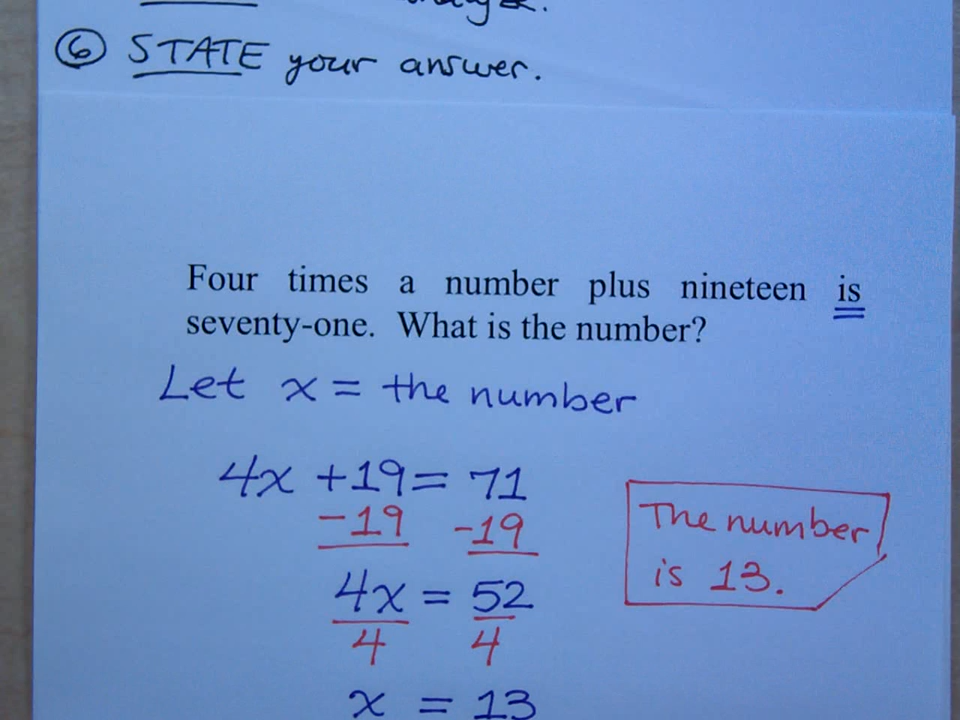 ⑥ STATE your answer.
Four times a number plus nineteen is
seventy-one. What is the number?
Let x = the number
4x + 19 = 71
-19 -19
4x = 52
4 4
x = 13
The number
is 13.